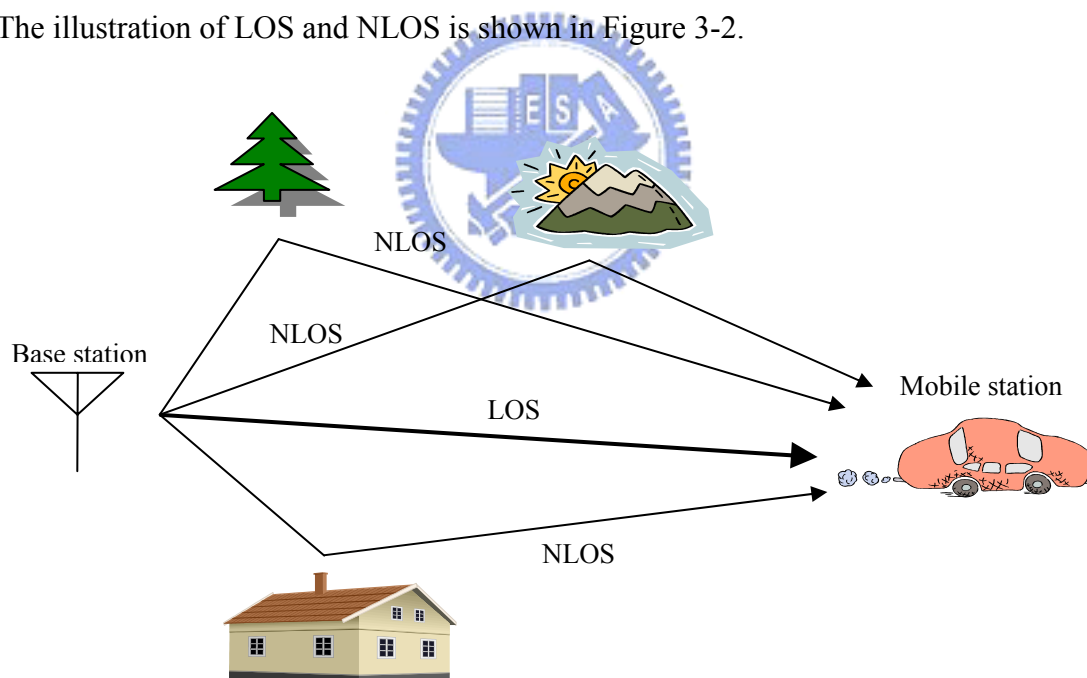 The illustration of LOS and NLOS is shown in Figure 3-2.
ESA
NLOS
NLOS
Base station
Mobile station
LOS
NLOS